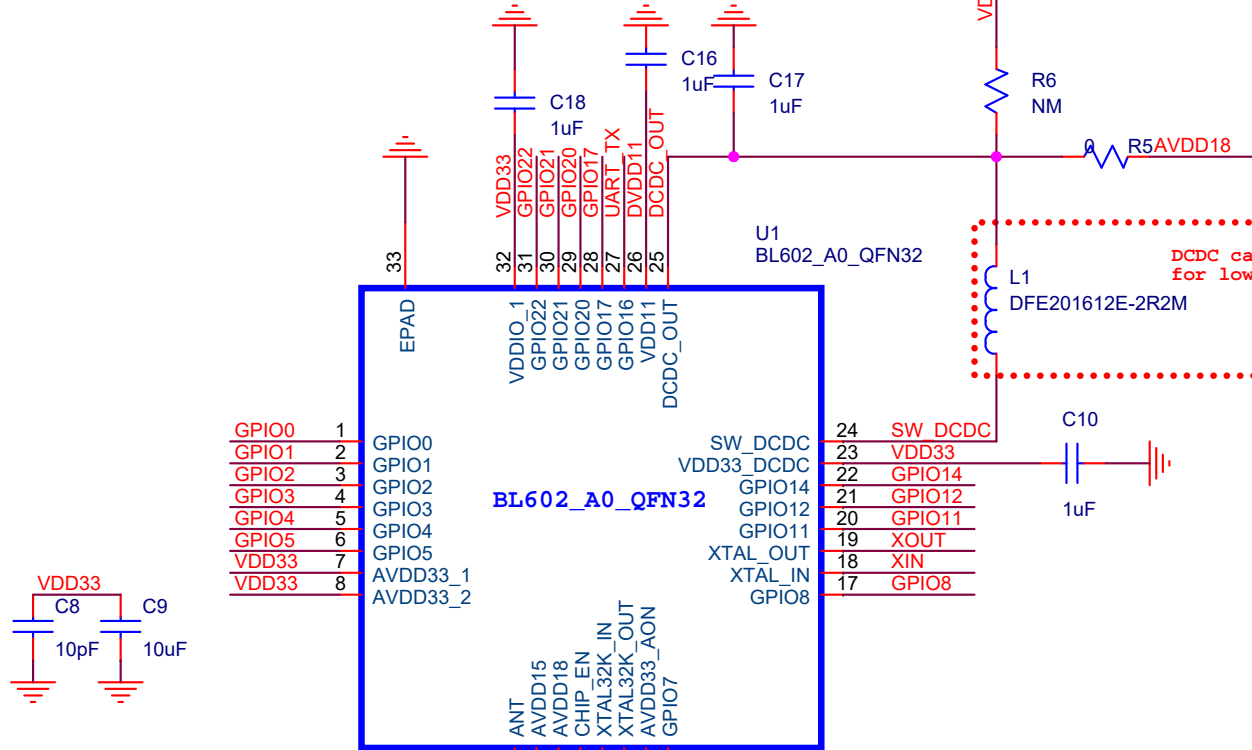 VD
C16
1uF
C17
1uF
R6
NM
C18
1uF
VDD33
GPIO22
GPIO21
GPIO20
GPIO17
UART_TX
DVDD11
DCDC_OUT
0
R5
AVDD18
U1
BL602_A0_QFN32
DCDC ca
for low
L1
DFE201612E-2R2M
33
32
31
30
29
28
27
26
25
EPAD
VDDIO_1
GPIO22
GPIO21
GPIO20
GPIO17
GPIO16
VDD11
DCDC_OUT
GPIO0 1 GPIO0
GPIO1 2 GPIO1
GPIO2 3 GPIO2
GPIO3 4 GPIO3
GPIO4 5 GPIO4
GPIO5 6 GPIO5
VDD33 7 AVDD33_1
VDD33 8 AVDD33_2
BL602_A0_QFN32
SW_DCDC 24 SW_DCDC
VDD33_DCDC 23 VDD33
GPIO14 22 GPIO14
GPIO12 21 GPIO12
GPIO11 20 GPIO11
XTAL_OUT 19 XOUT
XTAL_IN 18 XIN
GPIO8 17 GPIO8
C10
1uF
VDD33
C8
10pF
C9
10uF
ANT
AVDD15
AVDD18
CHIP_EN
XTAL32K_IN
XTAL32K_OUT
AVDD33_AON
GPIO7